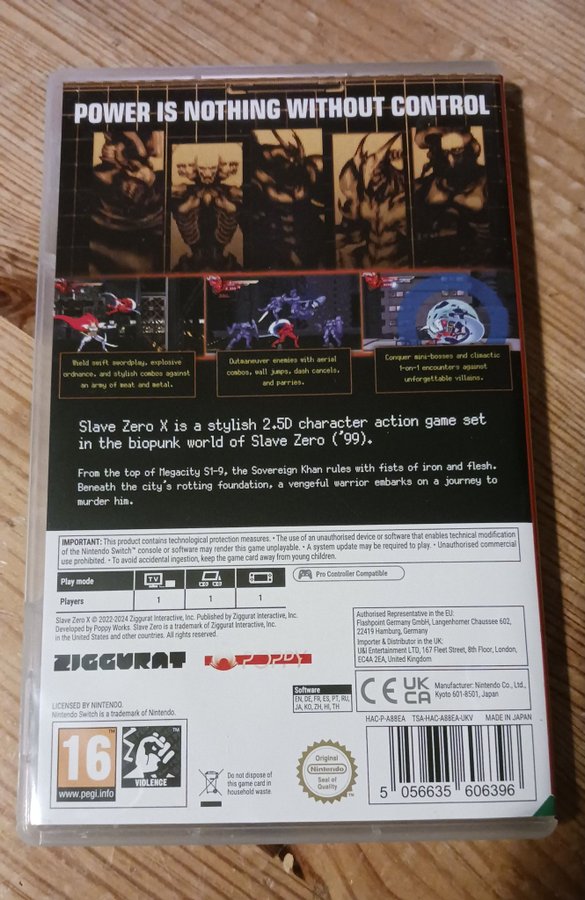 POWER IS NOTHING WITHOUT CONTROL
Wield swift swordplay, explosive
ordnance, and stylish combos against
an army of meat and metal.
Outmaneuver enemies with aerial
combos, wall jumps, dash cancels,
and parries.
Conquer mini-bosses and climactic
1-on-1 encounters against
unforgettable villains.
Slave Zero X is a stylish 2.5D character action game set
in the biopunk world of Slave Zero ('99).
From the top of Megacity S1-9, the Sovereign Khan rules with fists of iron and flesh.
Beneath the city's rotting foundation, a vengeful warrior embarks on a journey to
murder him.
IMPORTANT: This product contains technological protection measures. • The use of an unauthorised device or software that enables technical modification
of the Nintendo Switch™ console or software may render this game unplayable. • A system update may be required to play. • Unauthorised commercial
use prohibited. • To avoid accidental ingestion, keep the game card away from young children.
Play mode
TV
Players
1
1
1
Pro Controller Compatible
Slave Zero X © 2022-2024 Ziggurat Interactive, Inc. Published by Ziggurat Interactive, Inc.
Developed by Poppy Works. Slave Zero is a trademark of Ziggurat Interactive, Inc.
in the United States and other countries. All rights reserved.
ZIGGURAT
POPPY
Authorised Representative in the EU:
Flashpoint Germany GmbH, Langenhorner Chaussee 602,
22419 Hamburg, Germany
Importer & Distributor in the UK:
U&I Entertainment LTD, 167 Fleet Street, 8th Floor, London,
EC4A 2EA, United Kingdom
Software
EN, DE, FR, ES, PT, RU,
JA, KO, ZH, HI, TH
CE UK CA
Manufacturer: Nintendo Co., Ltd.,
Kyoto 601-8501, Japan
LICENSED BY NINTENDO.
Nintendo Switch is a trademark of Nintendo.
HAC-P-A88EA TSA-HAC-A88EA-UKV MADE IN JAPAN
16
™
www.pegi.info
VIOLENCE
Do not dispose of
this game card in
household waste.
Original
Nintendo
Seal of
Quality
5 056635 606396